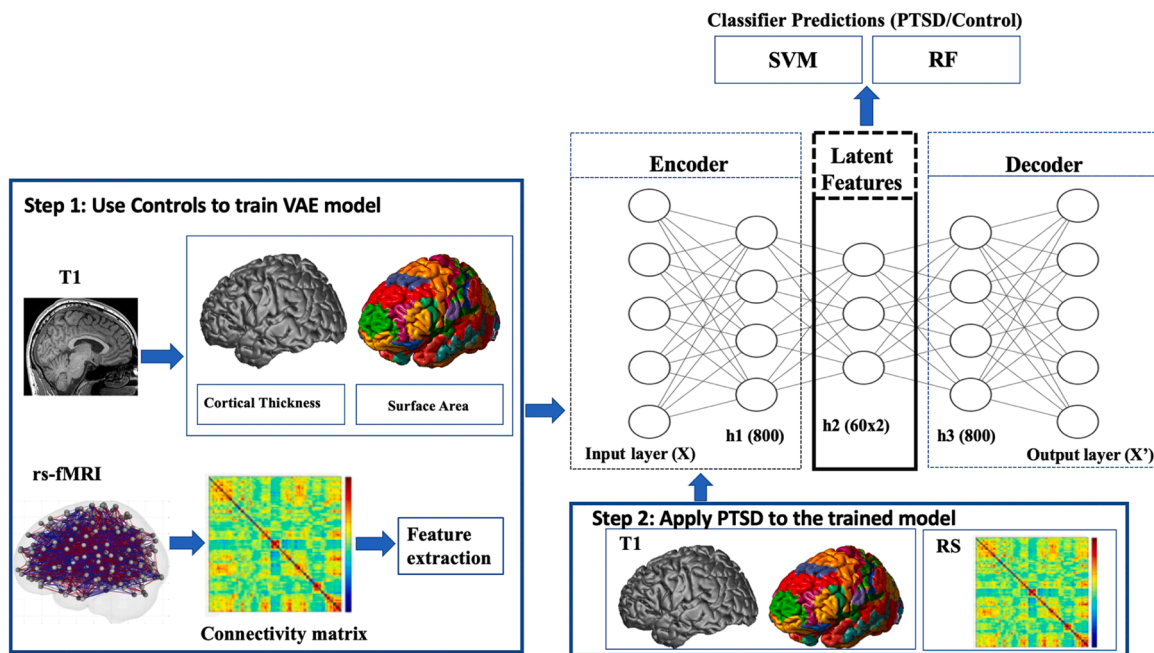 Classifier Predictions (PTSD/Control)
SVM
RF
Encoder
Latent
Features
Decoder
Step 1: Use Controls to train VAE model
T1
Cortical Thickness
Surface Area
h1 (800)
h2 (60x2)
h3 (800)
Input layer (X)
Output layer (X’)
rs-fMRI
Feature
extraction
Connectivity matrix
Step 2: Apply PTSD to the trained model
T1
RS